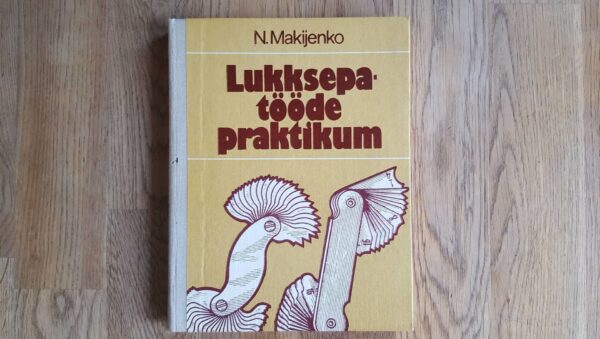 N. Makijenko
Lukksepa-
tööde
praktikum